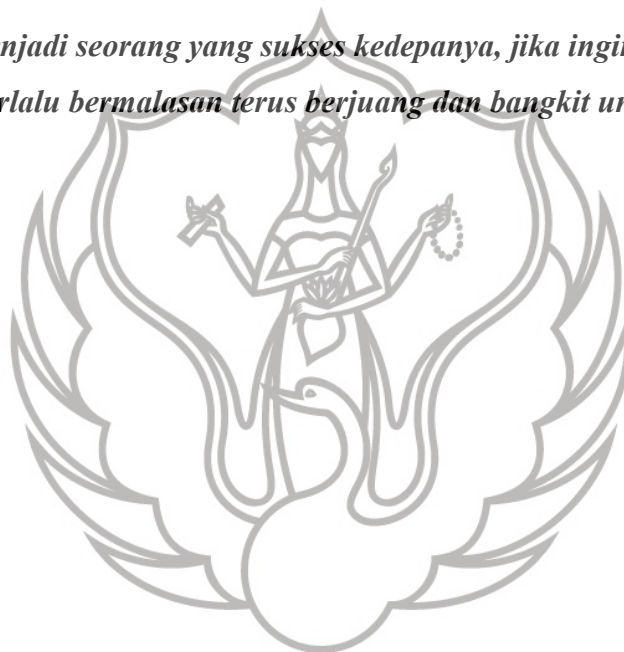 njadi seorang yang sukses kedepanya, jika ingi
rlalu bermalasan terus berjuang dan bangkit un